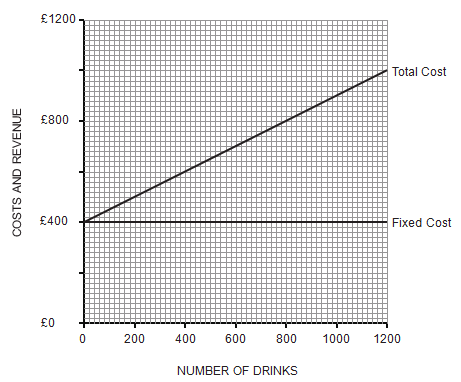 £1200
Total Cost
£800
COSTS AND REVENUE
£400
Fixed Cost
£0
0 200 400 600 800 1000 1200
NUMBER OF DRINKS